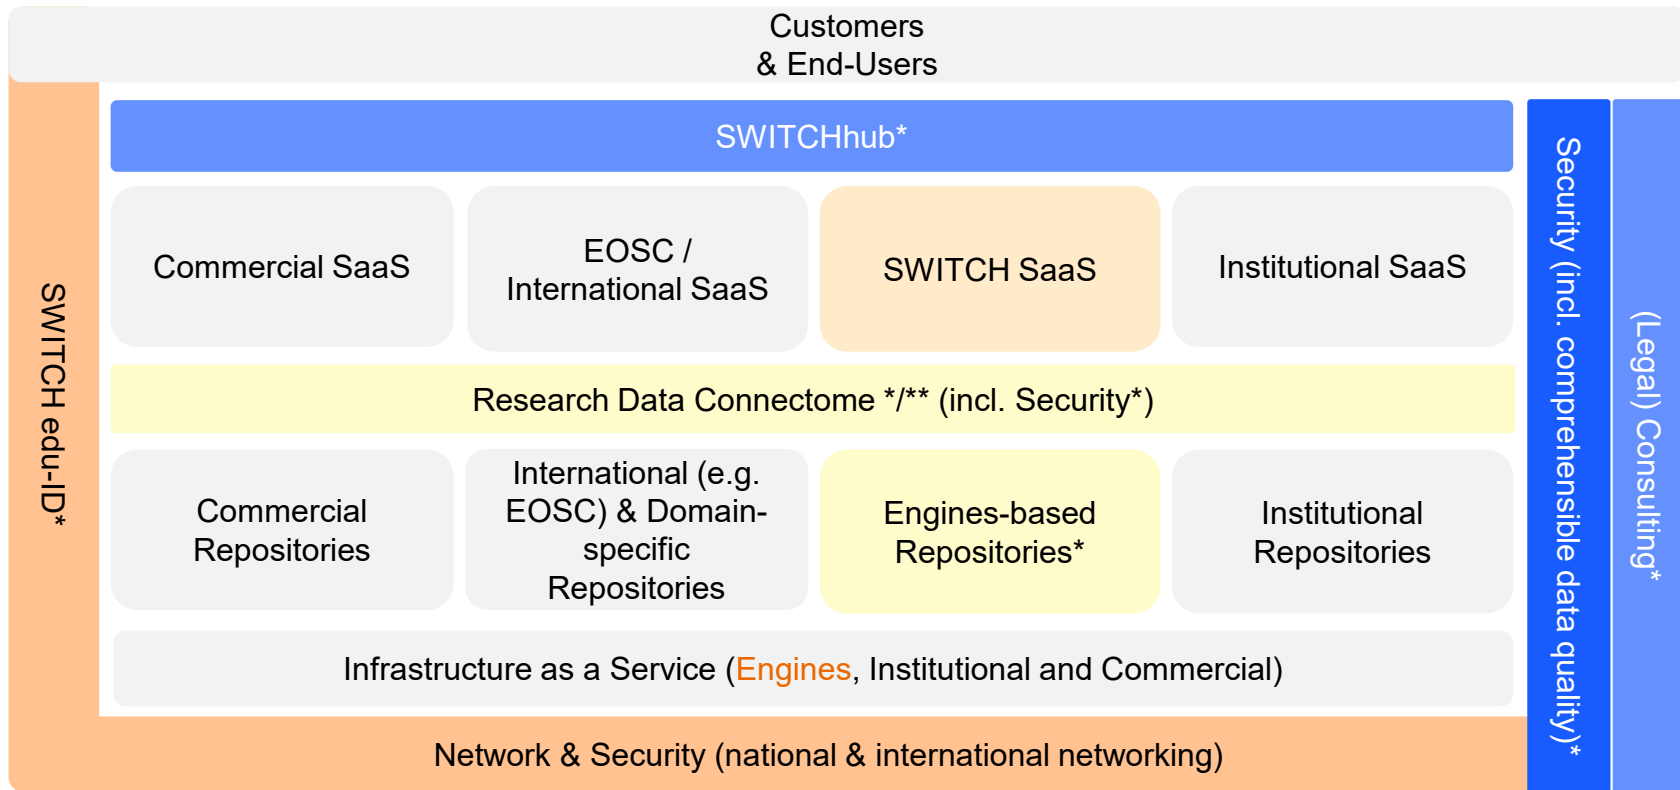 Customers
& End-Users
SWITCHhub*
Commercial SaaS
EOSC /
International SaaS
SWITCH SaaS
Institutional SaaS
Research Data Connectome */** (incl. Security*)
Commercial
Repositories
International (e.g.
EOSC) & Domain-
specific
Repositories
Engines-based
Repositories*
Institutional
Repositories
Infrastructure as a Service (Engines, Institutional and Commercial)
Network & Security (national & international networking)
SWITCH edu-ID*
Security (incl. comprehensible data quality)*
(Legal) Consulting*